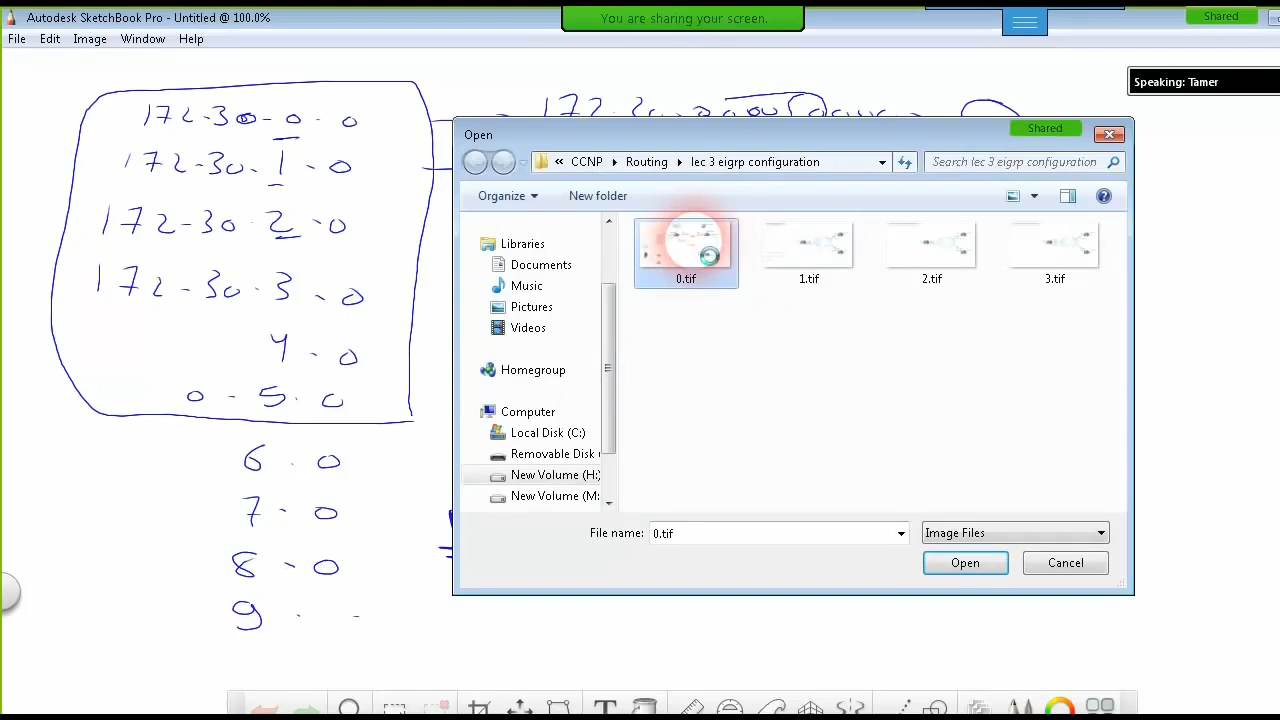 Autodesk SketchBook Pro - Untitled @ 100.0%
You are sharing your screen.
Shared
File Edit Image Window Help
Speaking: Tamer
172-30-0-0
172-30.1-0
172-30.2-0
172-30.3-0
4-0
0-5.0
6.0
7-0
8-0
9
Open
Shared
« CCNP Routing lec 3 eigrp configuration
Search lec 3 eigrp configuration
Organize New folder
Libraries
Documents
Music
Pictures
Videos
Homegroup
Computer
Local Disk (C:)
Removable Disk
New Volume (H:)
New Volume (M:
0.tif 1.tif 2.tif 3.tif
File name: 0.tif
Image Files
Open Cancel